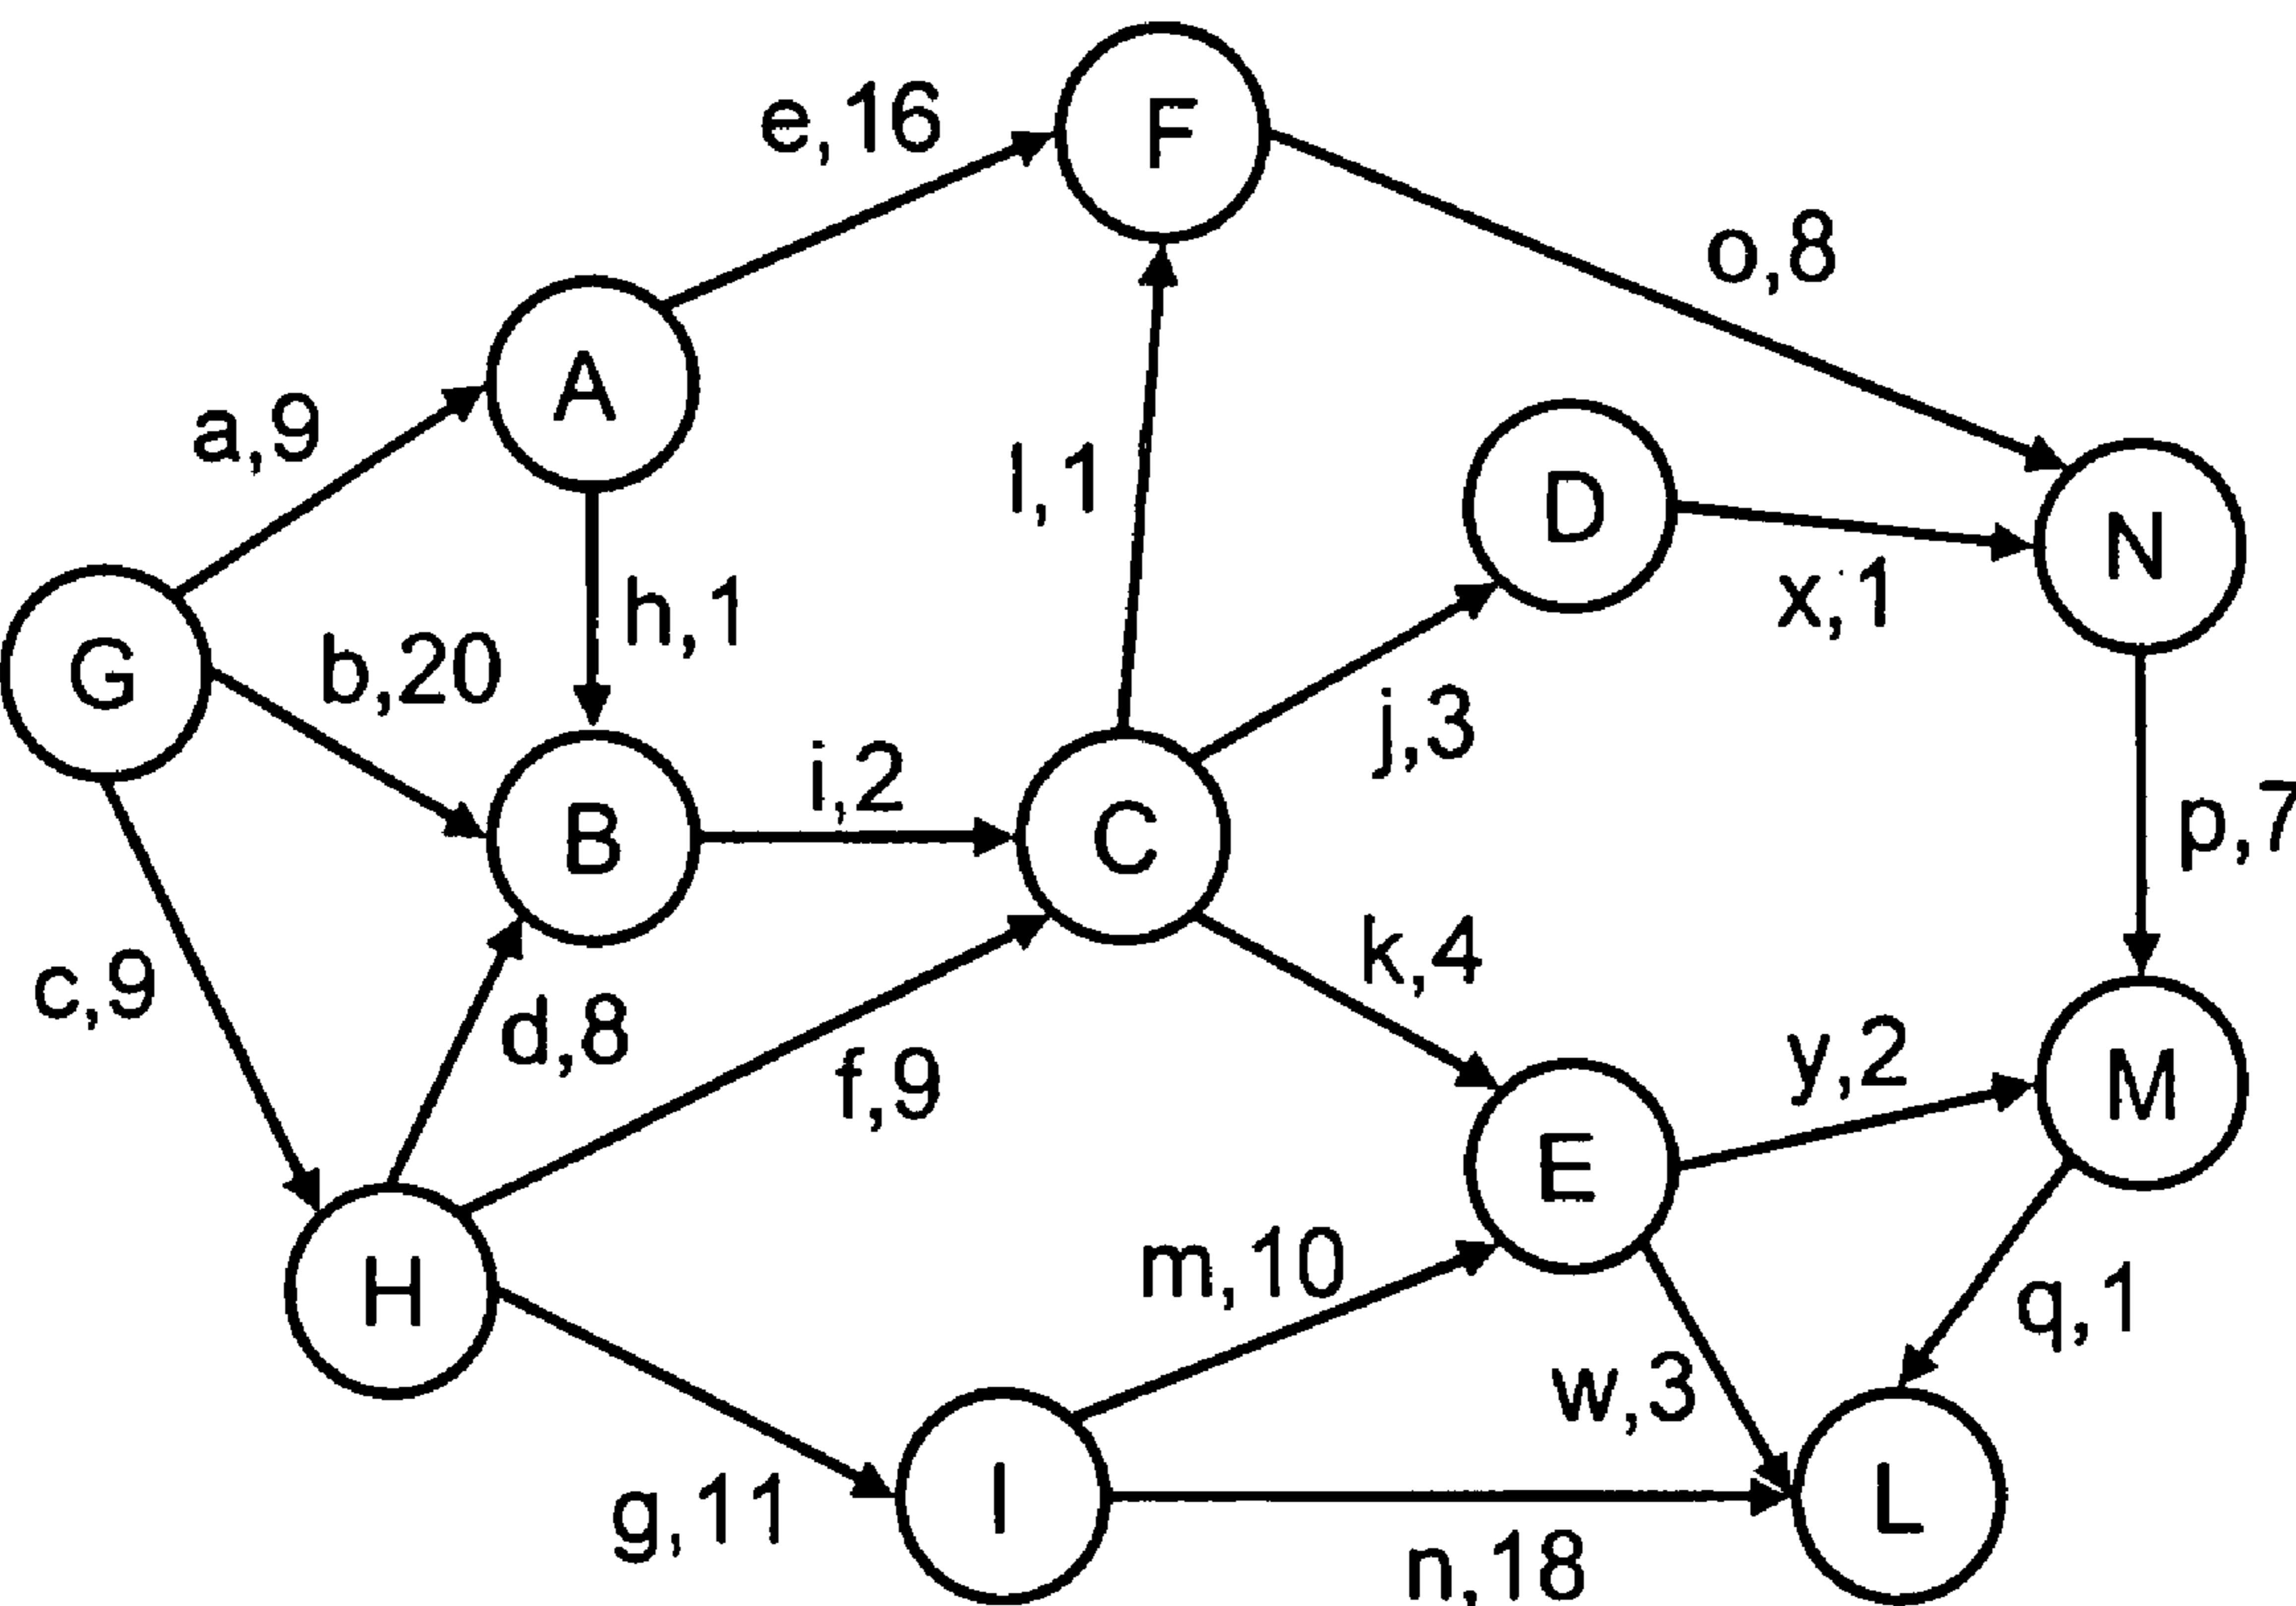 F
e,16
o,8
A
a,9
l,1
D
N
h,1
x,1
G
b,20
j,3
i,2
p,7
B
C
k,4
c,9
d,8
f,9
y,2
M
E
H
m,10
q,1
w,3
g,11
I
L
n,18